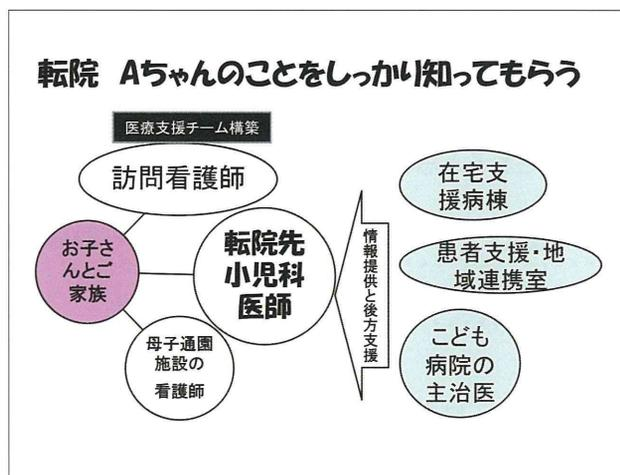 転院 Aちゃんのことをしっかり知ってもらう
医療支援チーム構築
訪問看護師
お子さ
んとご
家族
転院先
小児科
医師
母子通園
施設の
看護師
情報提供と後方支援
在宅支
援病棟
患者支援・地
域連携室
こども
病院の
主治医